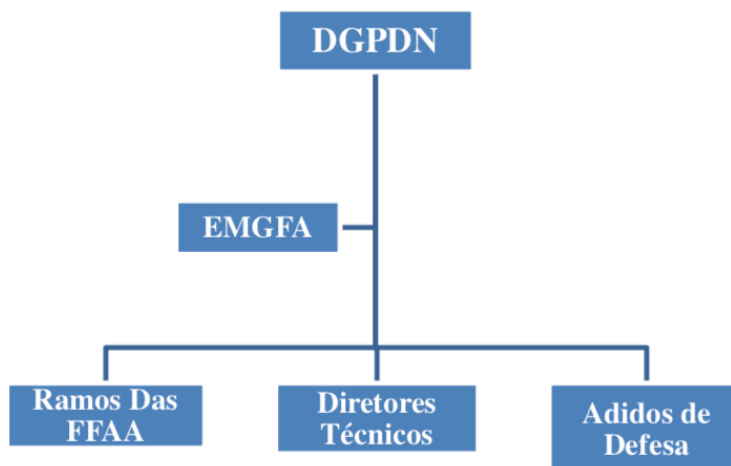 DGPDN
EMGFA
Ramos Das
FFAA
Diretores
Técnicos
Adidos de
Defesa